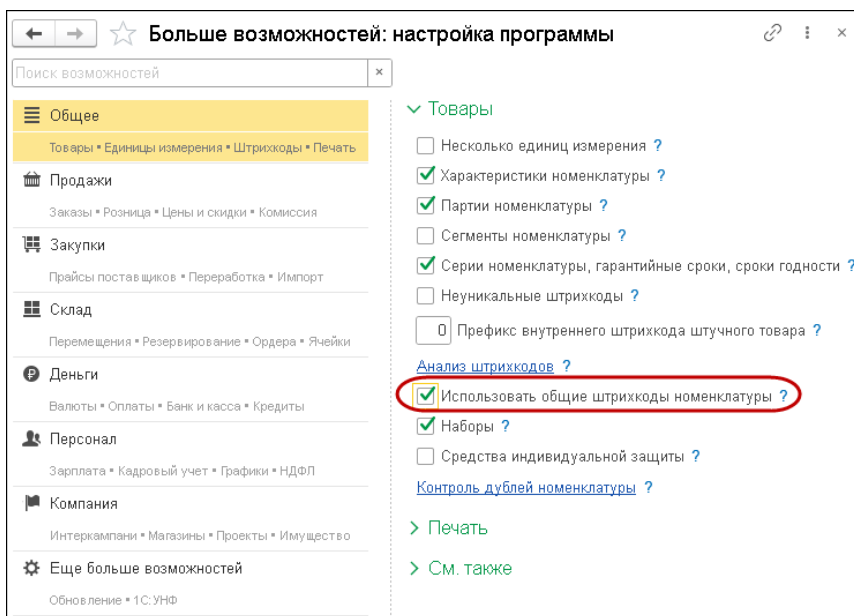 Больше возможностей: настройка программы
Поиск возможностей
Общее
Товары • Единицы измерения • Штрихкоды • Печать
Продажи
Заказы • Розница • Цены и скидки • Комиссия
Закупки
Прайсы поставщиков • Переработка • Импорт
Склад
Перемещения • Резервирование • Ордера • Ячейки
Деньги
Валюты • Оплаты • Банк и касса • Кредиты
Персонал
Зарплата • Кадровый учет • Графики • НДФЛ
Компания
Интеркампани • Магазины • Проекты • Имущество
Еще больше возможностей
Обновление • 1С:УНФ
Товары
Несколько единиц измерения ?
Характеристики номенклатуры ?
Партии номенклатуры ?
Сегменты номенклатуры ?
Серии номенклатуры, гарантийные сроки, сроки годности ?
Неуникальные штрихкоды ?
0 Префикс внутреннего штрихкода штучного товара ?
Анализ штрихкодов ?
Использовать общие штрихкоды номенклатуры ?
Наборы ?
Средства индивидуальной защиты ?
Контроль дублей номенклатуры ?
Печать
См. также